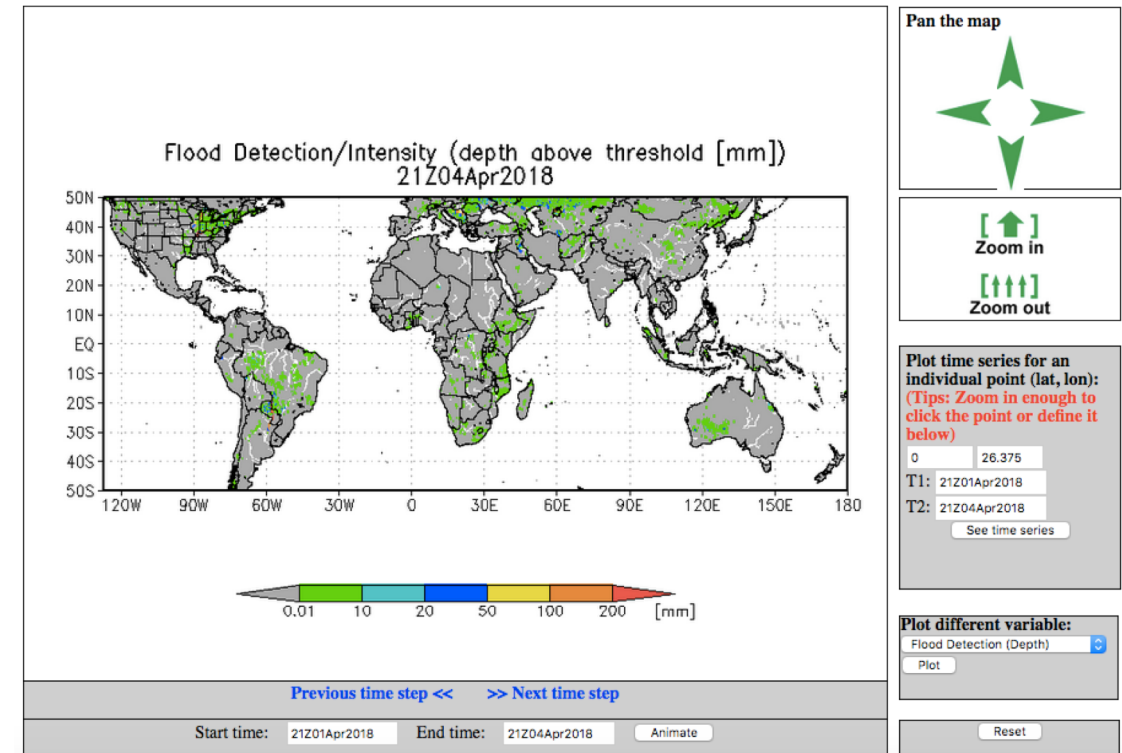 Pan the map
Flood Detection/Intensity (depth above threshold [mm])
21Z04Apr2018
50N
40N
30N
20N
10N
EQ
10S
20S
30S
40S
50S
120W 90W 60W 30W 0 30E 60E 90E 120E 150E 180
0.01 10 20 50 100 200 [mm]
Previous time step << >> Next time step
Start time: 21Z01Apr2018 End time: 21Z04Apr2018 Animate
[ ]
Zoom in
[ ]
Zoom out
Plot time series for an
individual point (lat, lon):
(Tips: Zoom in enough to
click the point or define it
below)
0 26.375
T1: 21Z01Apr2018
T2: 21Z04Apr2018
See time series
Plot different variable:
Flood Detection (Depth)
Plot
Reset